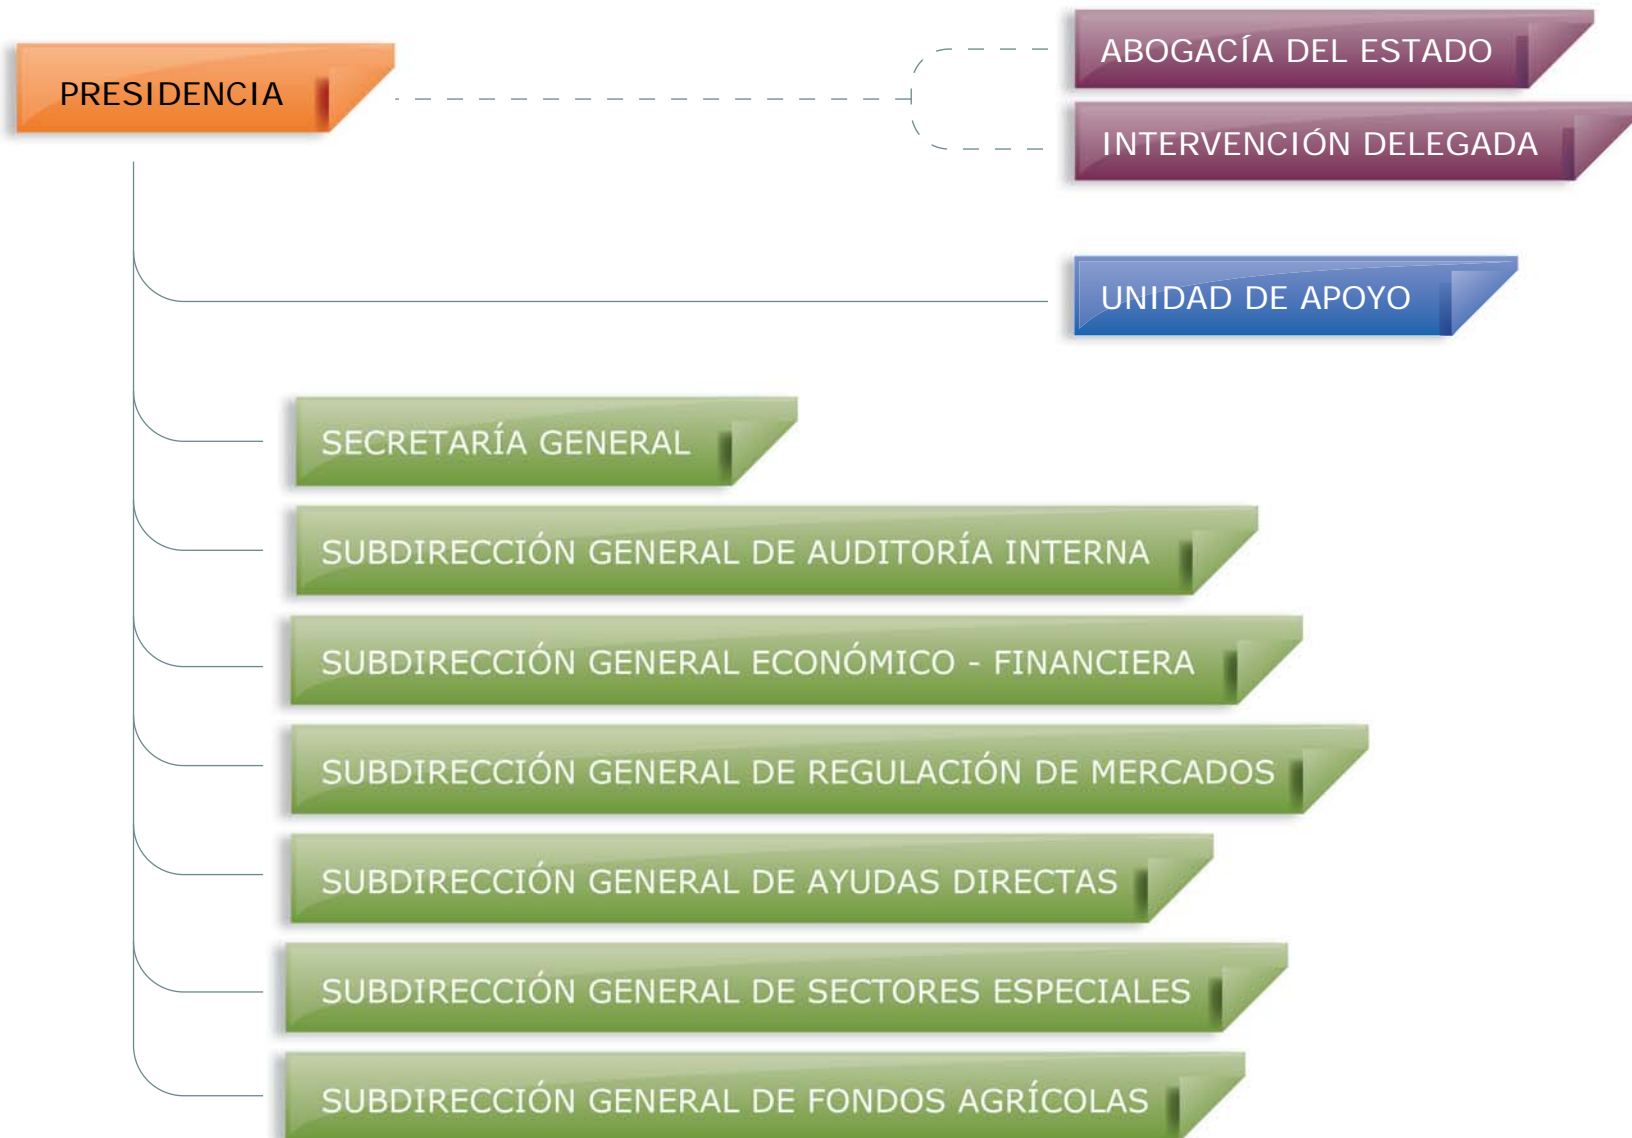 PRESIDENCIA
ABOGACÍA DEL ESTADO
INTERVENCIÓN DELEGADA
UNIDAD DE APOYO
SECRETARÍA GENERAL
SUBDIRECCIÓN GENERAL DE AUDITORÍA INTERNA
SUBDIRECCIÓN GENERAL ECONÓMICO - FINANCIERA
SUBDIRECCIÓN GENERAL DE REGULACIÓN DE MERCADOS
SUBDIRECCIÓN GENERAL DE AYUDAS DIRECTAS
SUBDIRECCIÓN GENERAL DE SECTORES ESPECIALES
SUBDIRECCIÓN GENERAL DE FONDOS AGRÍCOLAS